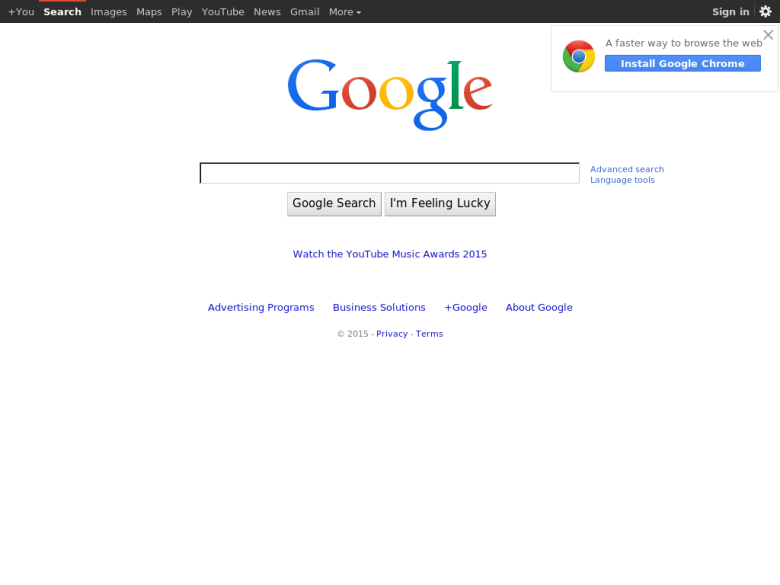 +You Search Images Maps Play YouTube News Gmail More Sign in
A faster way to browse the web
Install Google Chrome
Google
Advanced search
Language tools
Google Search I'm Feeling Lucky
Watch the YouTube Music Awards 2015
Advertising Programs Business Solutions +Google About Google
© 2015 - Privacy - Terms